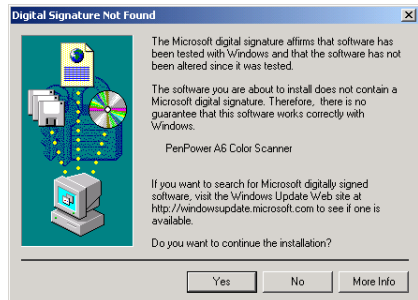 Digital Signature Not Found
The Microsoft digital signature affirms that software has
been tested with Windows and that the software has not
been altered since it was tested.
The software you are about to install does not contain a
Microsoft digital signature. Therefore, there is no
guarantee that this software works correctly with
Windows.
PenPower A6 Color Scanner
If you want to search for Microsoft digitally signed
software, visit the Windows Update Web site at
http://windowsupdate.microsoft.com to see if one is
available.
Do you want to continue the installation?
Yes No More Info